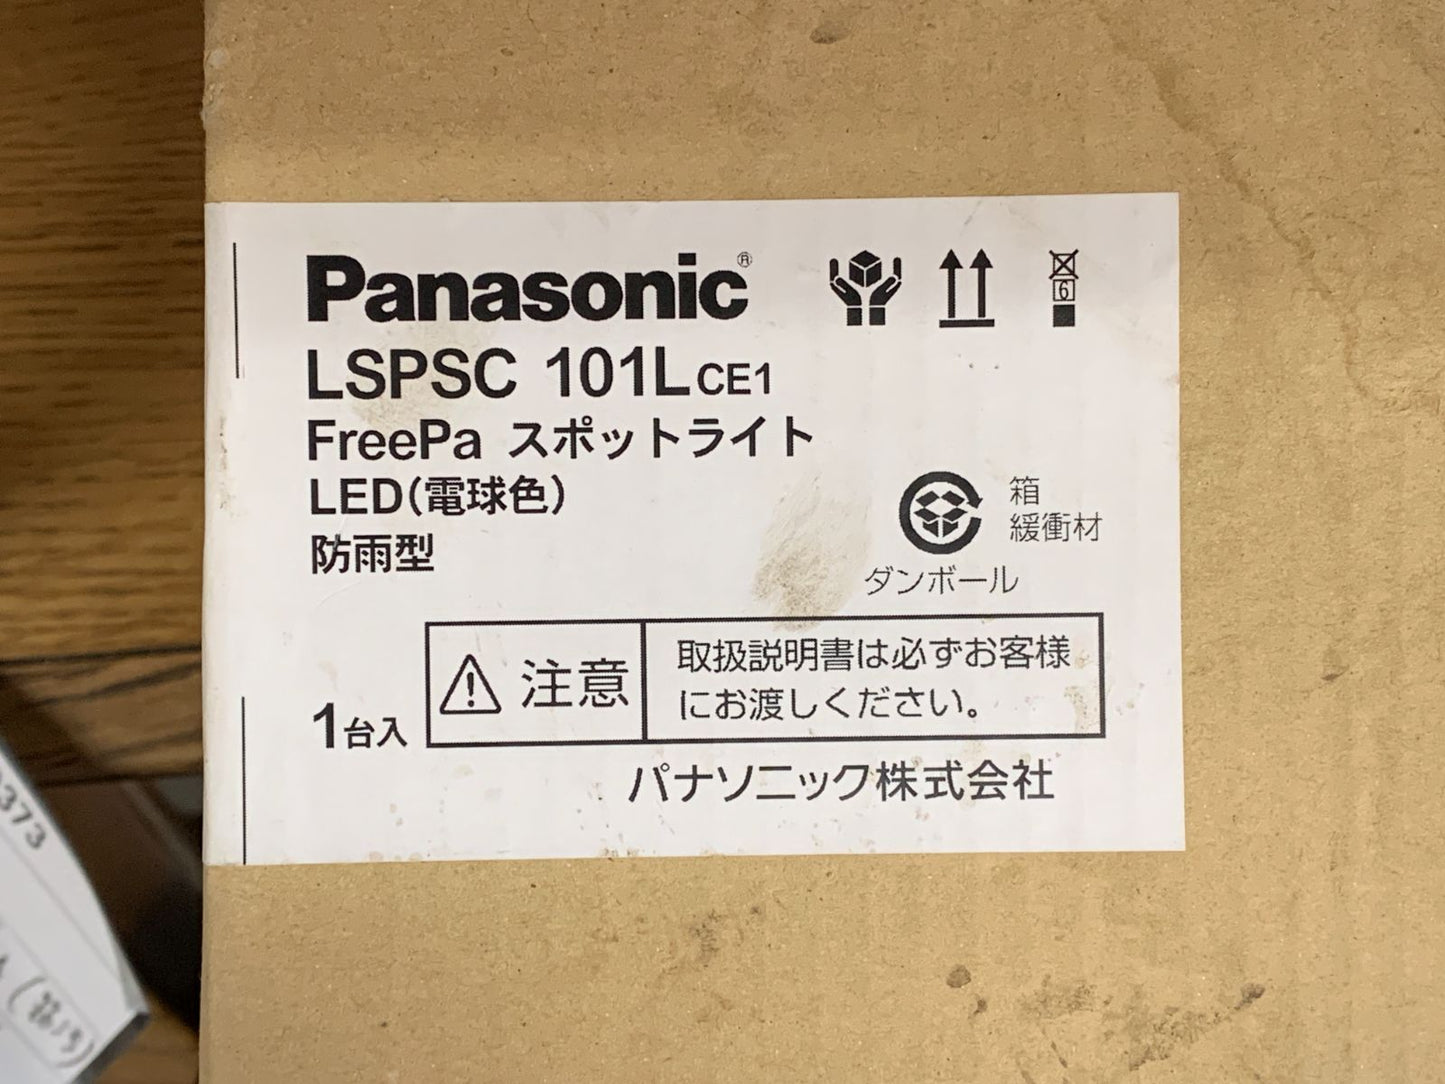 Panasonic®
LSPSC 101L CE1
FreePa スポットライト
LED(電球色)
防雨型
6
箱
緩衝材
ダンボール
1台入
注意
取扱説明書は必ずお客様
にお渡しください。
パナソニック株式会社
373